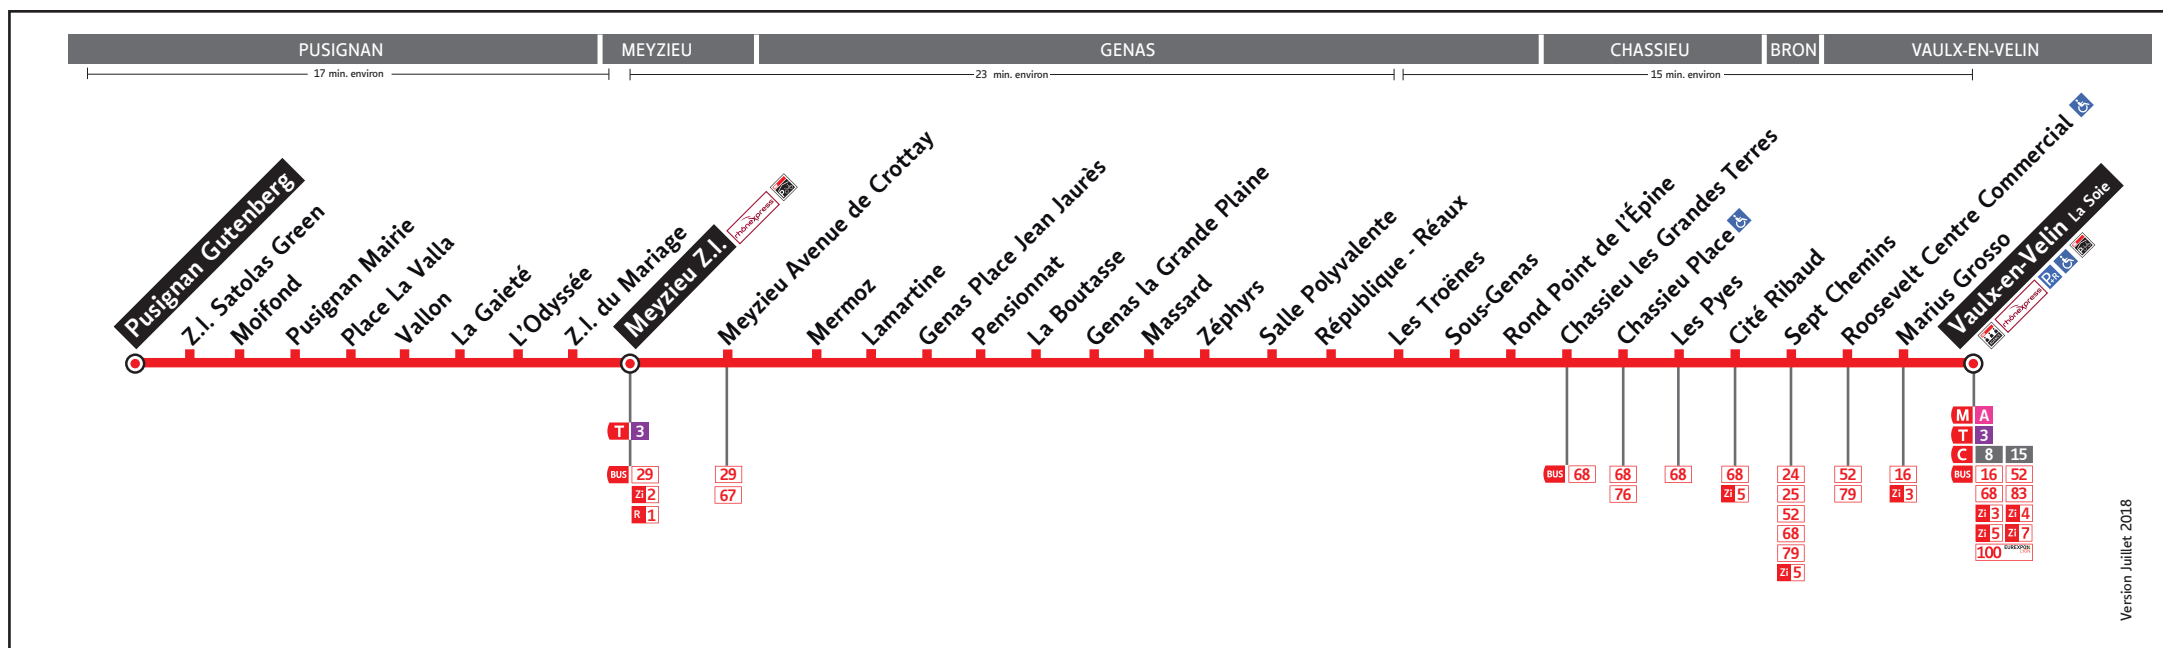 PUSIGNAN
MEYZIEU
GENAS
CHASSIEU
BRON
VAULX-EN-VELIN
17 min. environ
23 min. environ
15 min. environ
Pusignan Gutenberg
Z.I. Satolas Green
Moifond
Pusignan Mairie
Place La Valla
Vallon
La Gaieté
L'Odyssée
Z.I. du Mariage
Meyzieu Z.I.
rhônexpress
Meyzieu Avenue de Crottay
Mermoz
Lamartine
Genas Place Jean Jaurès
Pensionnat
La Boutasse
Genas la Grande Plaine
Massard
Zéphyrs
Salle Polyvalente
République - Réaux
Les Troënes
Sous-Genas
Rond Point de l'Épine
Chassieu les Grandes Terres
Chassieu Place
Les Pyes
Cité Ribaud
Sept Chemins
Roosevelt Centre Commercial
Marius Grosso
Vaulx-en-Velin La Soie
rhônexpress
P+R
T 3
BUS 29
Zi 2
R 1
29
67
BUS 68
68
76
68
68
Zi 5
24
25
52
68
79
Zi 5
52
79
16
Zi 3
M A
T 3
C 8 15
BUS 16 52
68 83
Zi 3 Zi 4
Zi 5 Zi 7
100 EUREXPO
Version Juillet 2018